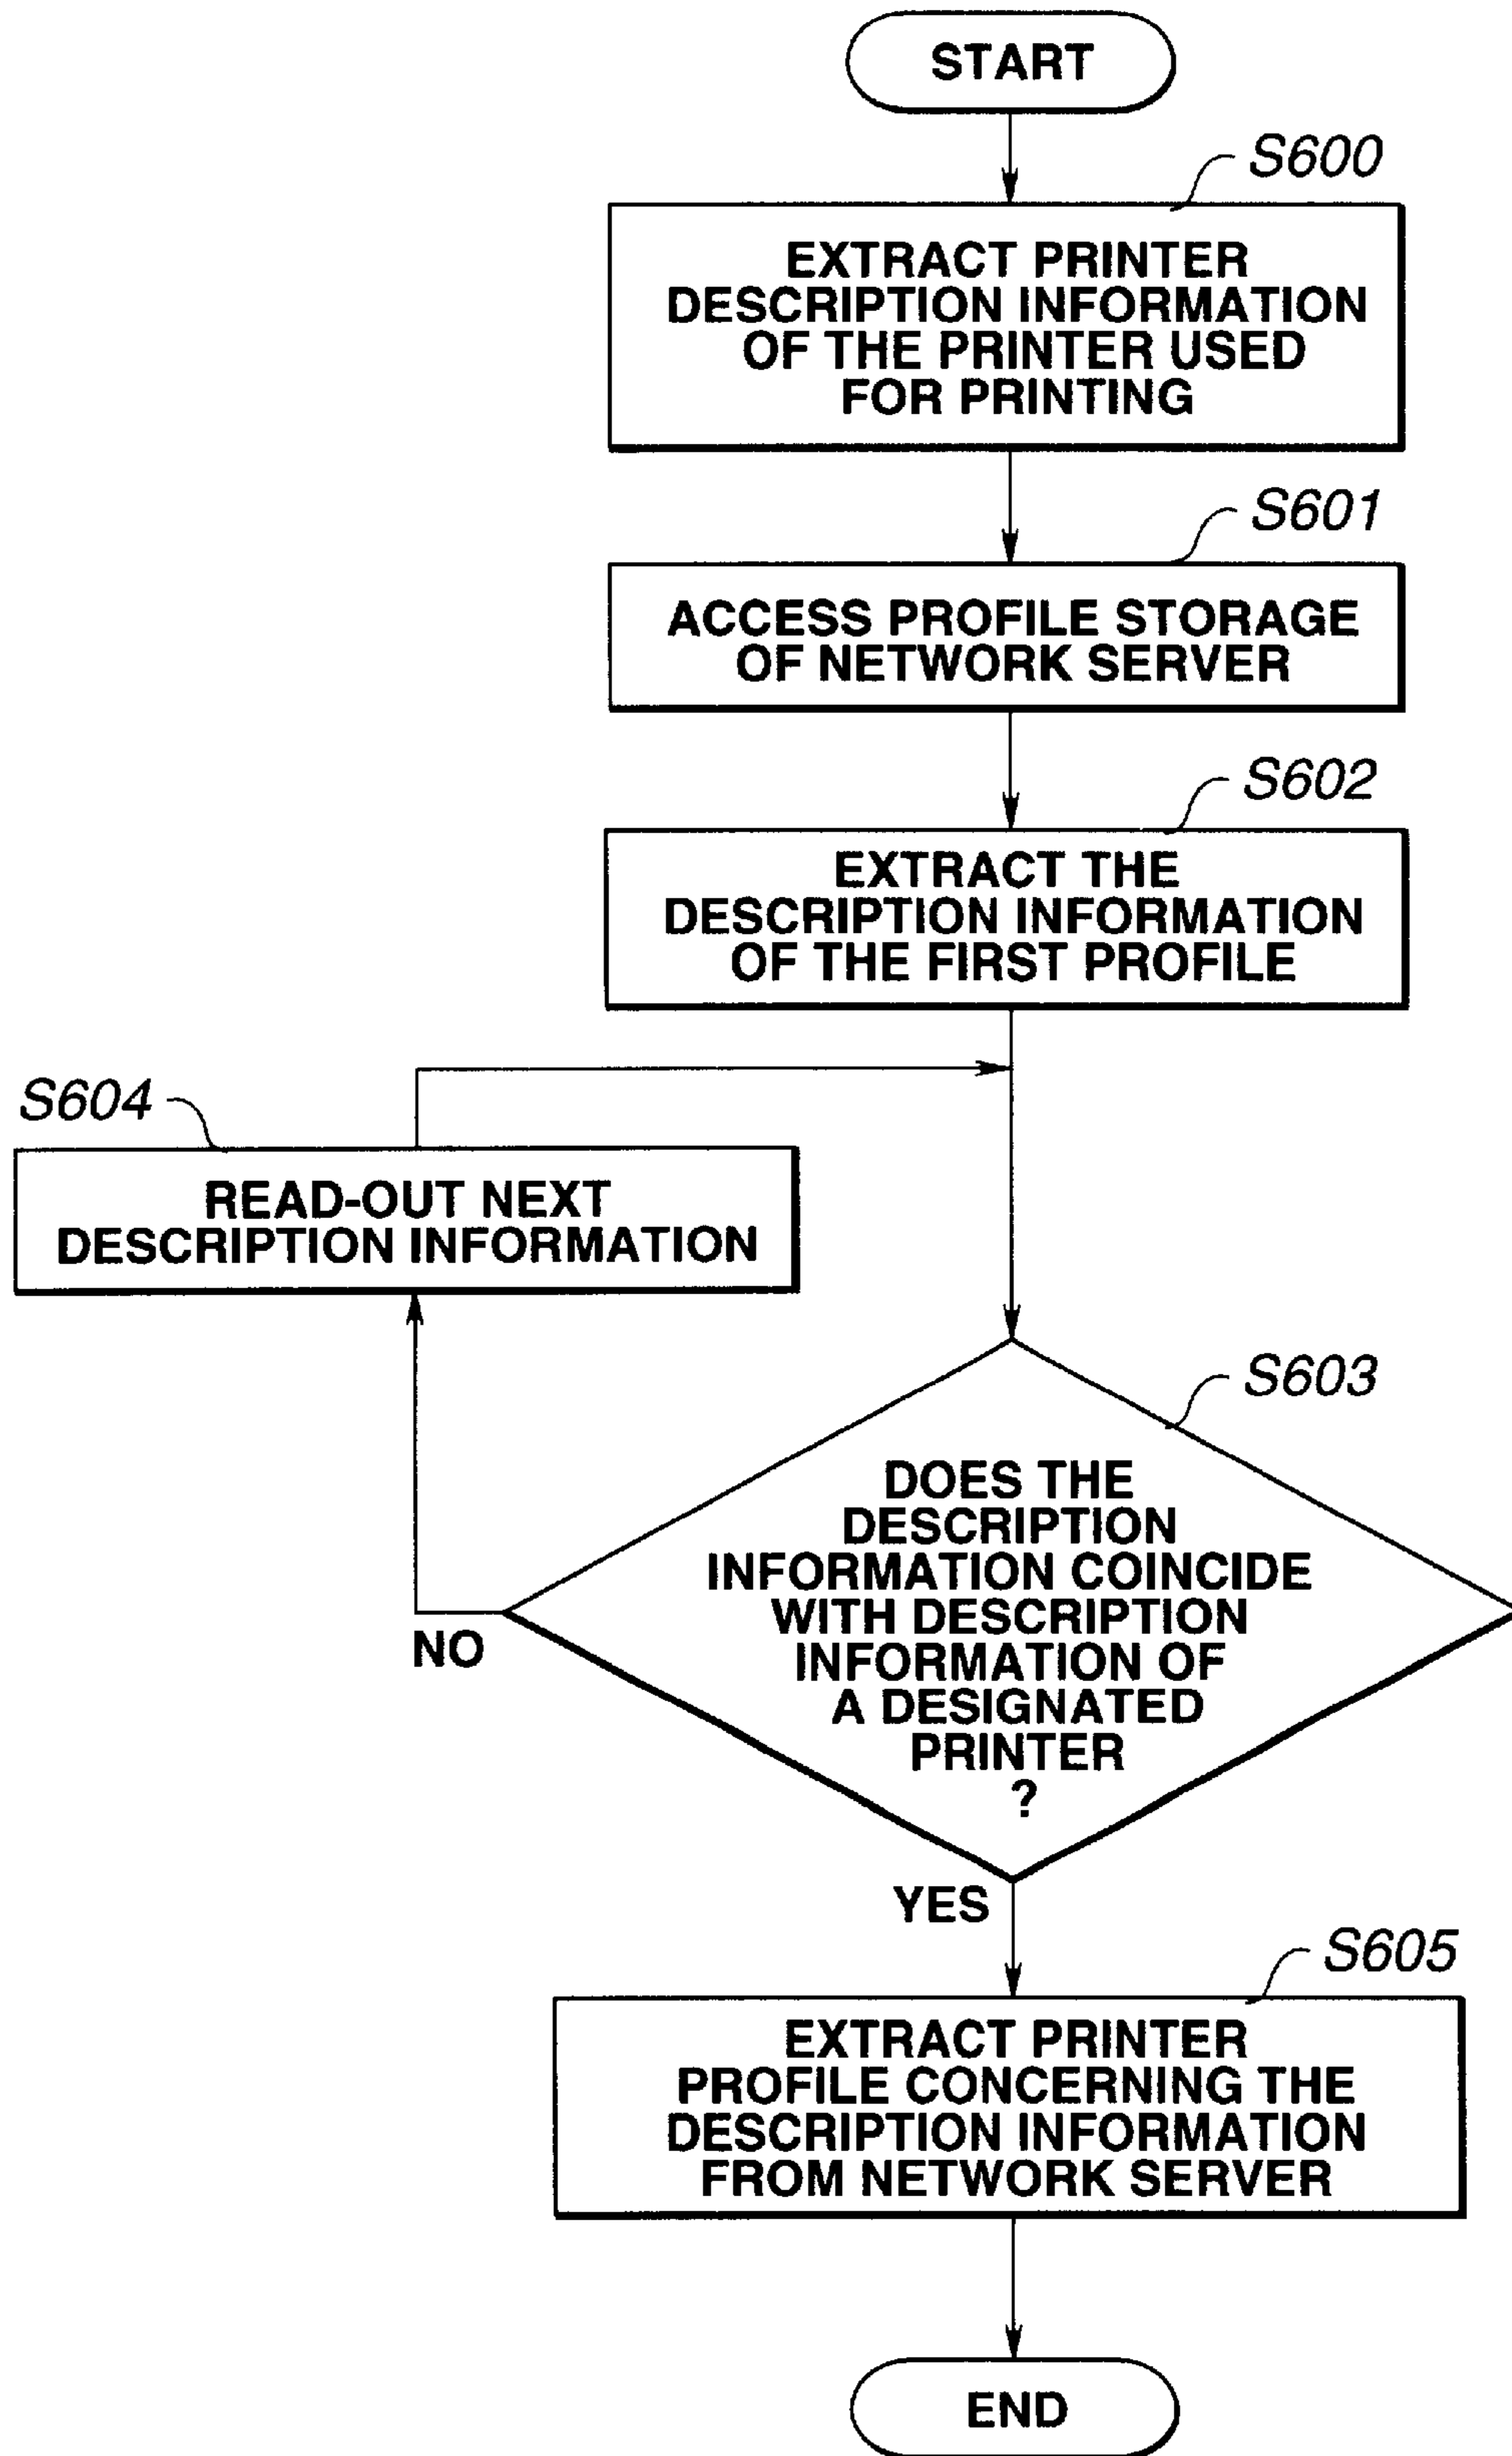 START
S600
EXTRACT PRINTER
DESCRIPTION INFORMATION
OF THE PRINTER USED
FOR PRINTING
S601
ACCESS PROFILE STORAGE
OF NETWORK SERVER
S602
EXTRACT THE
DESCRIPTION INFORMATION
OF THE FIRST PROFILE
S604
READ-OUT NEXT
DESCRIPTION INFORMATION
S603
DOES THE
DESCRIPTION
INFORMATION COINCIDE
WITH DESCRIPTION
INFORMATION OF
A DESIGNATED
PRINTER
?
NO
YES
S605
EXTRACT PRINTER
PROFILE CONCERNING THE
DESCRIPTION INFORMATION
FROM NETWORK SERVER
END